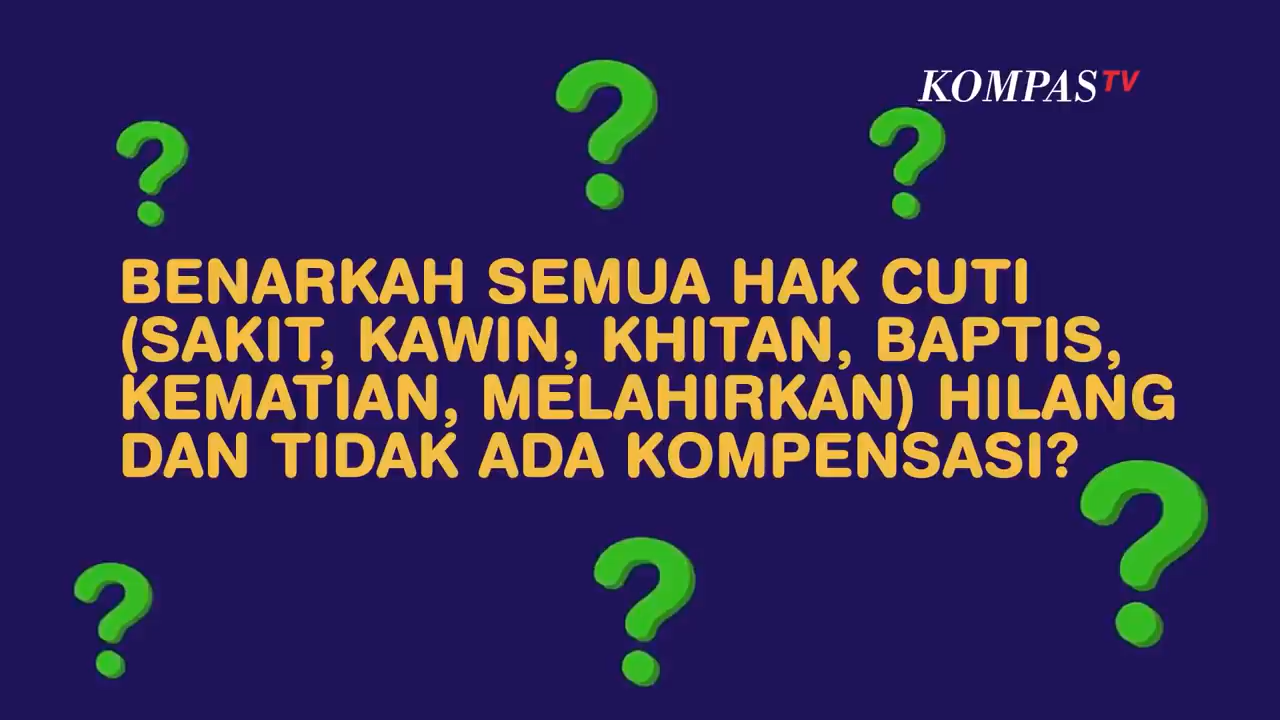 KOMPASTV
BENARKAH SEMUA HAK CUTI
(SAKIT, KAWIN, KHITAN, BAPTIS,
KEMATIAN, MELAHIRKAN) HILANG
DAN TIDAK ADA KOMPENSASI?